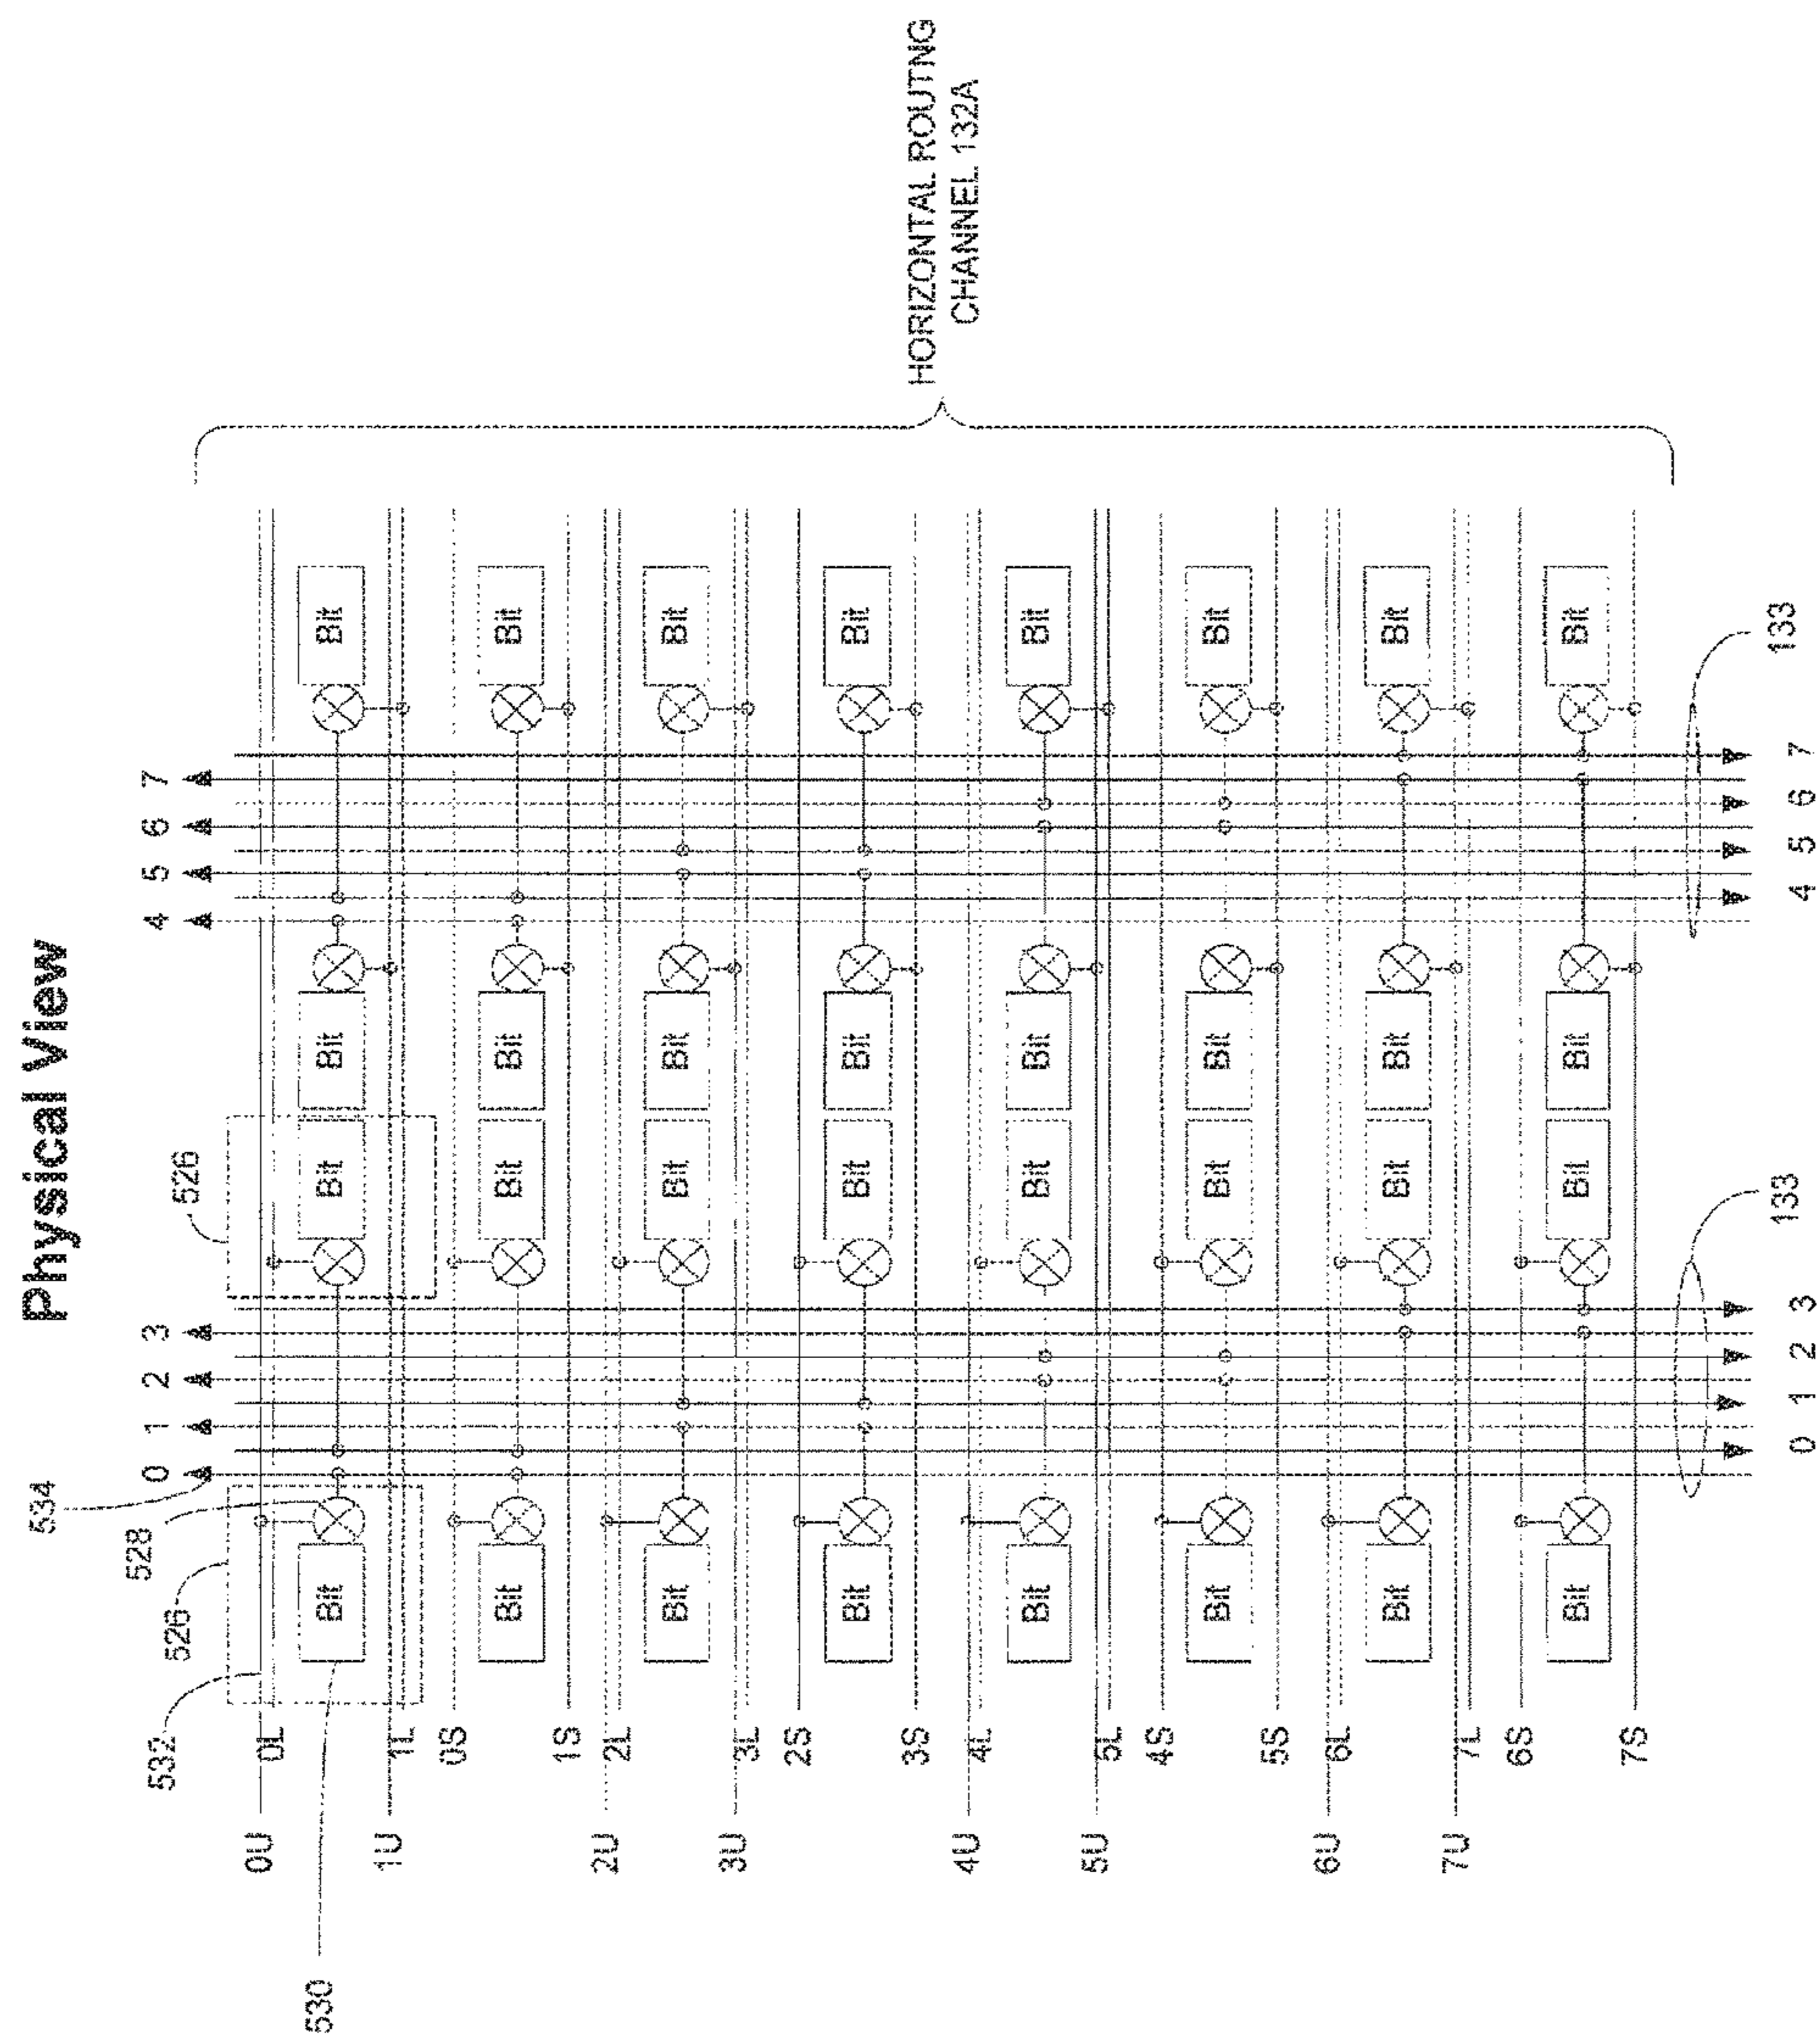 Physical View
534
528
532 0 1 2 3 4 5 6 7
526 526
0U 0L
530 Bit Bit Bit Bit
1U 1L
0S
Bit Bit Bit Bit
1S
2U 2L
Bit Bit Bit Bit
3U 3L
2S
Bit Bit Bit Bit
3S
HORIZONTAL ROUTNG
CHANNEL 132A
4U 4L
Bit Bit Bit Bit
5U 5L
4S
Bit Bit Bit Bit
5S
6U 6L
Bit Bit Bit Bit
7U 7L
6S
Bit Bit Bit Bit
7S
133 133
0 1 2 3 4 5 6 7